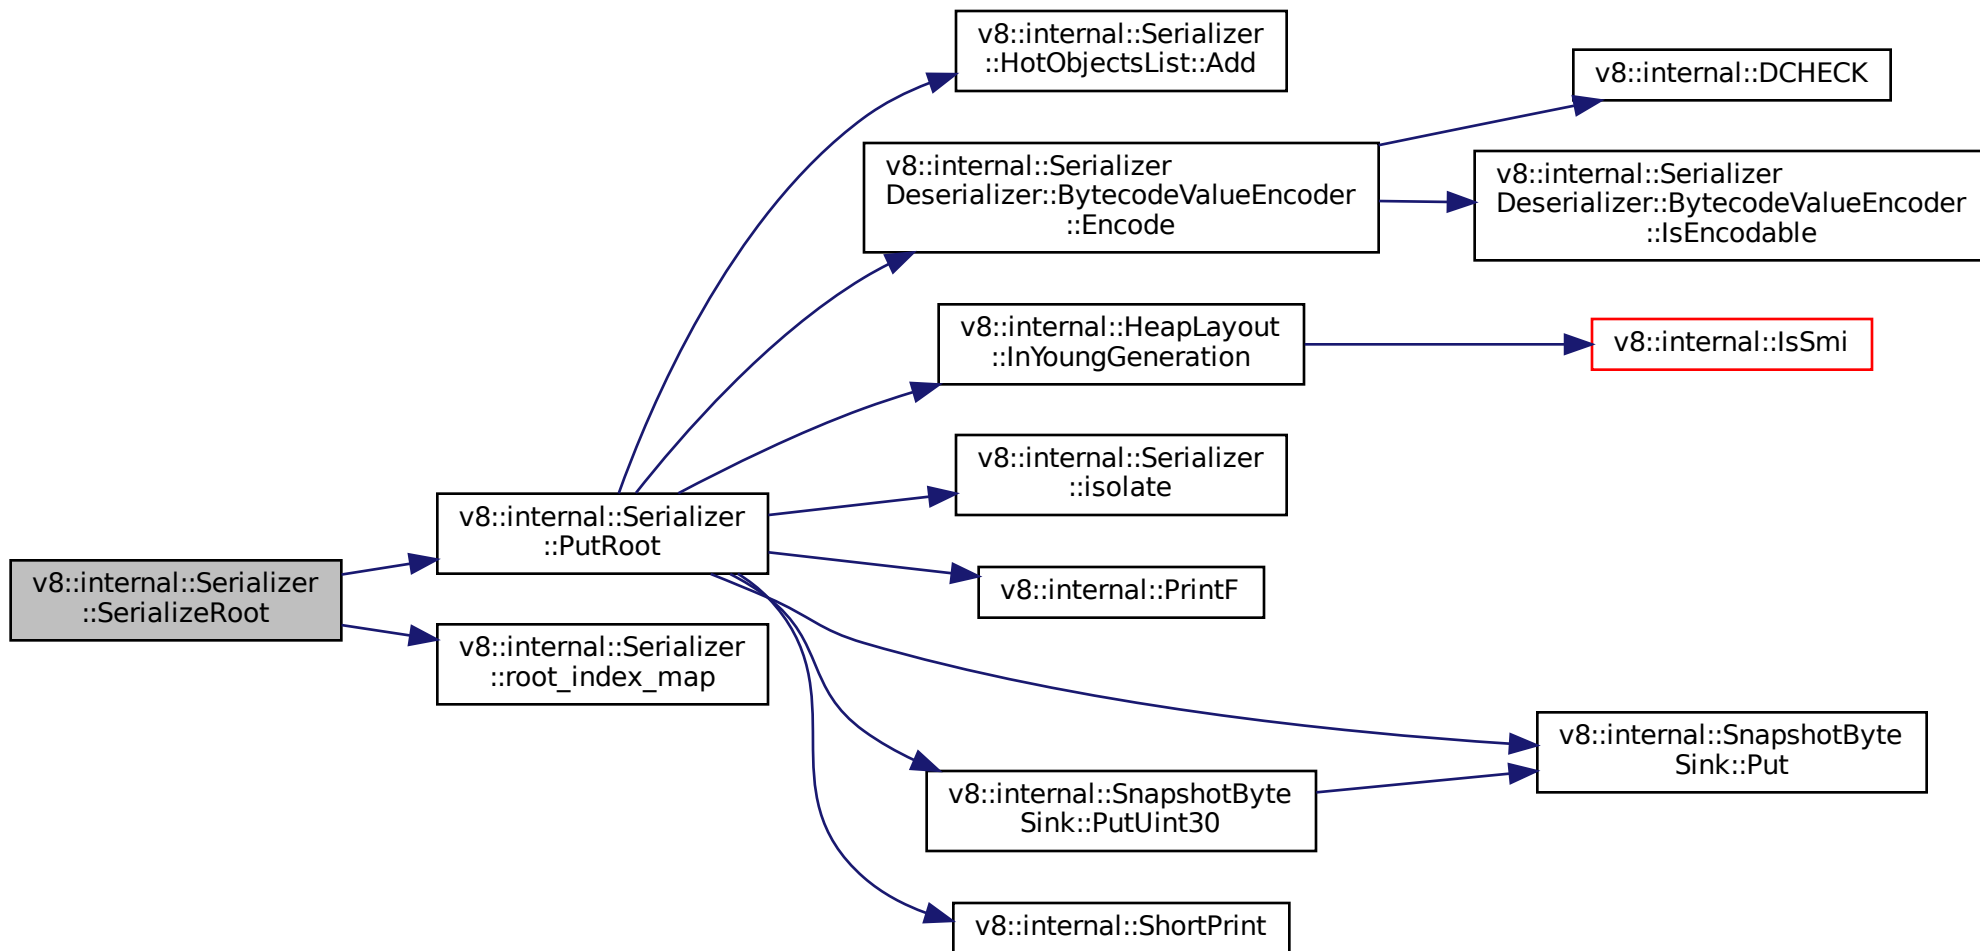 v8::internal::Serializer
::SerializeRoot
v8::internal::Serializer
::PutRoot
v8::internal::Serializer
::root_index_map
v8::internal::Serializer
::HotObjectsList::Add
v8::internal::Serializer
Deserializer::BytecodeValueEncoder
::Encode
v8::internal::DCHECK
v8::internal::Serializer
Deserializer::BytecodeValueEncoder
::IsEncodable
v8::internal::HeapLayout
::InYoungGeneration
v8::internal::IsSmi
v8::internal::Serializer
::isolate
v8::internal::PrintF
v8::internal::SnapshotByte
Sink::Put
v8::internal::SnapshotByte
Sink::PutUint30
v8::internal::ShortPrint